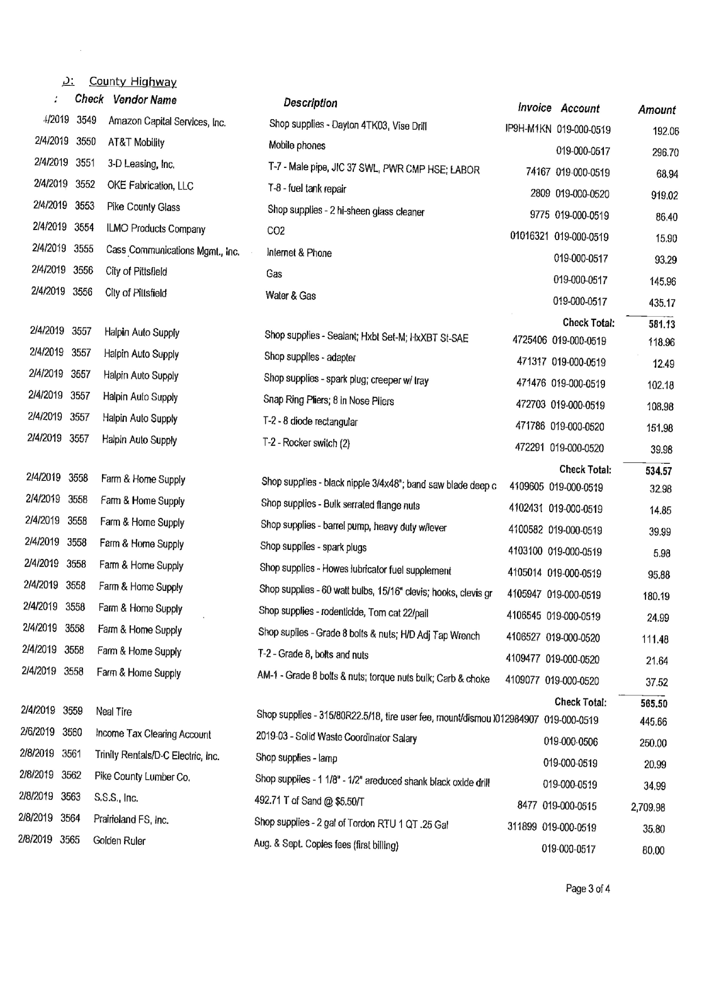 D: County Highway
: Check Vendor Name Description Invoice Account Amount
4/2019 3549 Amazon Capital Services, Inc. Shop supplies - Dayton 4TK03, Vise Drill IP9H-M1KN 019-000-0519 192.06
2/4/2019 3550 AT&T Mobility Mobile phones 019-000-0517 296.70
2/4/2019 3551 3-D Leasing, Inc. T-7 - Male pipe, JIC 37 SWL, PWR CMP HSE; LABOR 74167 019-000-0519 68.94
2/4/2019 3552 OKE Fabrication, LLC T-8 - fuel tank repair 2809 019-000-0520 919.02
2/4/2019 3553 Pike County Glass Shop supplies - 2 hi-sheen glass cleaner 9775 019-000-0519 86.40
2/4/2019 3554 ILMO Products Company CO2 01016321 019-000-0519 15.90
2/4/2019 3555 Cass Communications Mgmt., Inc. Internet & Phone 019-000-0517 93.29
2/4/2019 3556 City of Pittsfield Gas 019-000-0517 145.96
2/4/2019 3556 City of Pittsfield Water & Gas 019-000-0517 435.17
Check Total: 581.13
2/4/2019 3557 Halpin Auto Supply Shop supplies - Sealant; Hxbt Set-M; HxXBT St-SAE 4725406 019-000-0519 118.96
2/4/2019 3557 Halpin Auto Supply Shop supplies - adapter 471317 019-000-0519 12.49
2/4/2019 3557 Halpin Auto Supply Shop supplies - spark plug; creeper w/ tray 471476 019-000-0519 102.18
2/4/2019 3557 Halpin Auto Supply Snap Ring Pliers; 8 in Nose Pliers 472703 019-000-0519 108.98
2/4/2019 3557 Halpin Auto Supply T-2 - 8 diode rectangular 471786 019-000-0520 151.98
2/4/2019 3557 Halpin Auto Supply T-2 - Rocker switch (2) 472291 019-000-0520 39.98
Check Total: 534.57
2/4/2019 3558 Farm & Home Supply Shop supplies - black nipple 3/4x48"; band saw blade deep c 4109605 019-000-0519 32.98
2/4/2019 3558 Farm & Home Supply Shop supplies - Bulk serrated flange nuts 4102431 019-000-0519 14.85
2/4/2019 3558 Farm & Home Supply Shop supplies - barrel pump, heavy duty w/lever 4100582 019-000-0519 39.99
2/4/2019 3558 Farm & Home Supply Shop supplies - spark plugs 4103100 019-000-0519 5.98
2/4/2019 3558 Farm & Home Supply Shop supplies - Howes lubricator fuel supplement 4105014 019-000-0519 95.88
2/4/2019 3558 Farm & Home Supply Shop supplies - 60 watt bulbs, 15/16" clevis; hooks, clevis gr 4105947 019-000-0519 180.19
2/4/2019 3558 Farm & Home Supply Shop supplies - rodenticide, Tom cat 22/pail 4106545 019-000-0519 24.99
2/4/2019 3558 Farm & Home Supply Shop suplies - Grade 8 bolts & nuts; H/D Adj Tap Wrench 4106527 019-000-0520 111.48
2/4/2019 3558 Farm & Home Supply T-2 - Grade 8, bolts and nuts 4109477 019-000-0520 21.64
2/4/2019 3558 Farm & Home Supply AM-1 - Grade 8 bolts & nuts; torque nuts bulk; Carb & choke 4109077 019-000-0520 37.52
Check Total: 565.50
2/4/2019 3559 Neal Tire Shop supplies - 315/80R22.5/18, tire user fee, mount/dismou )012984907 019-000-0519 445.66
2/6/2019 3560 Income Tax Clearing Account 2019-03 - Solid Waste Coordinator Salary 019-000-0506 250.00
2/8/2019 3561 Trinity Rentals/D-C Electric, Inc. Shop supplies - lamp 019-000-0519 20.99
2/8/2019 3562 Pike County Lumber Co. Shop supplies - 1 1/8" - 1/2" areduced shank black oxide drill 019-000-0519 34.99
2/8/2019 3563 S.S.S., Inc. 492.71 T of Sand @ $5.50/T 8477 019-000-0515 2,709.98
2/8/2019 3564 Prairieland FS, Inc. Shop supplies - 2 gal of Tordon RTU 1 QT .25 Gal 311899 019-000-0519 35.80
2/8/2019 3565 Golden Ruler Aug. & Sept. Copies fees (first billing) 019-000-0517 80.00
Page 3 of 4